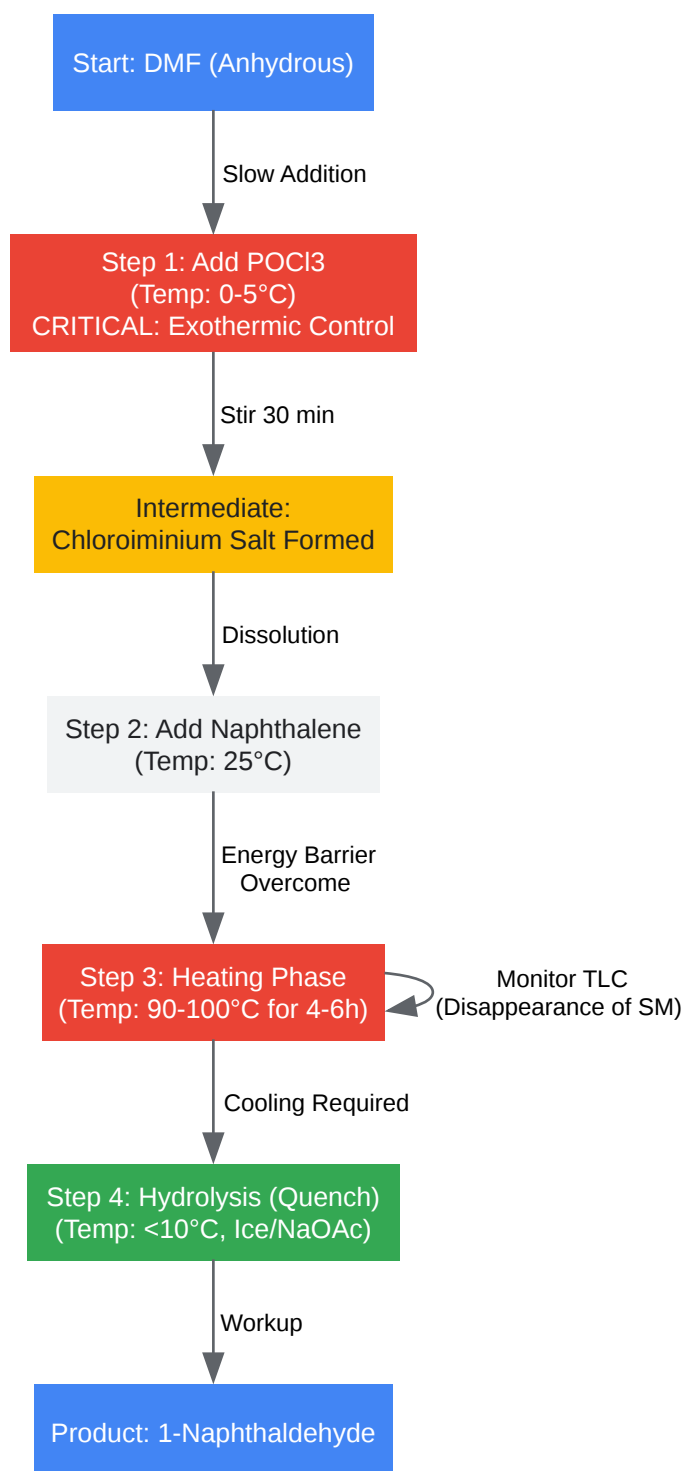 Start: DMF (Anhydrous)
Slow Addition
Step 1: Add POCl3
(Temp: 0-5°C)
CRITICAL: Exothermic Control
Stir 30 min
Intermediate:
Chloroiminium Salt Formed
Dissolution
Step 2: Add Naphthalene
(Temp: 25°C)
Energy Barrier
Overcome
Step 3: Heating Phase
(Temp: 90-100°C for 4-6h)
Monitor TLC
(Disappearance of SM)
Cooling Required
Step 4: Hydrolysis (Quench)
(Temp: <10°C, Ice/NaOAc)
Workup
Product: 1-Naphthaldehyde